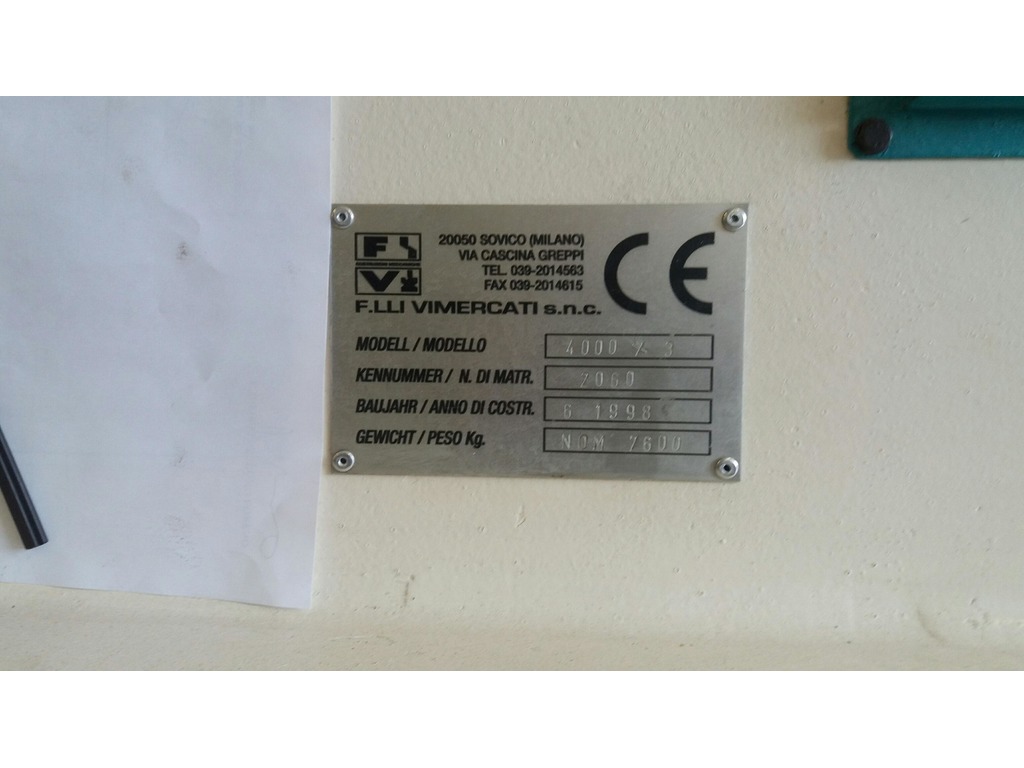 F
V
20050 SOVICO (MILANO)
VIA CASCINA GREPPI
TEL. 039-2014563
FAX 039-2014615
F.LLI VIMERCATI s.n.c.
CE
MODELL / MODELLO 4000 X 3
KENNUMMER / N. DI MATR. 7060
BAUJAHR / ANNO DI COSTR. 6 1998
GEWICHT / PESO Kg. NOM 7600